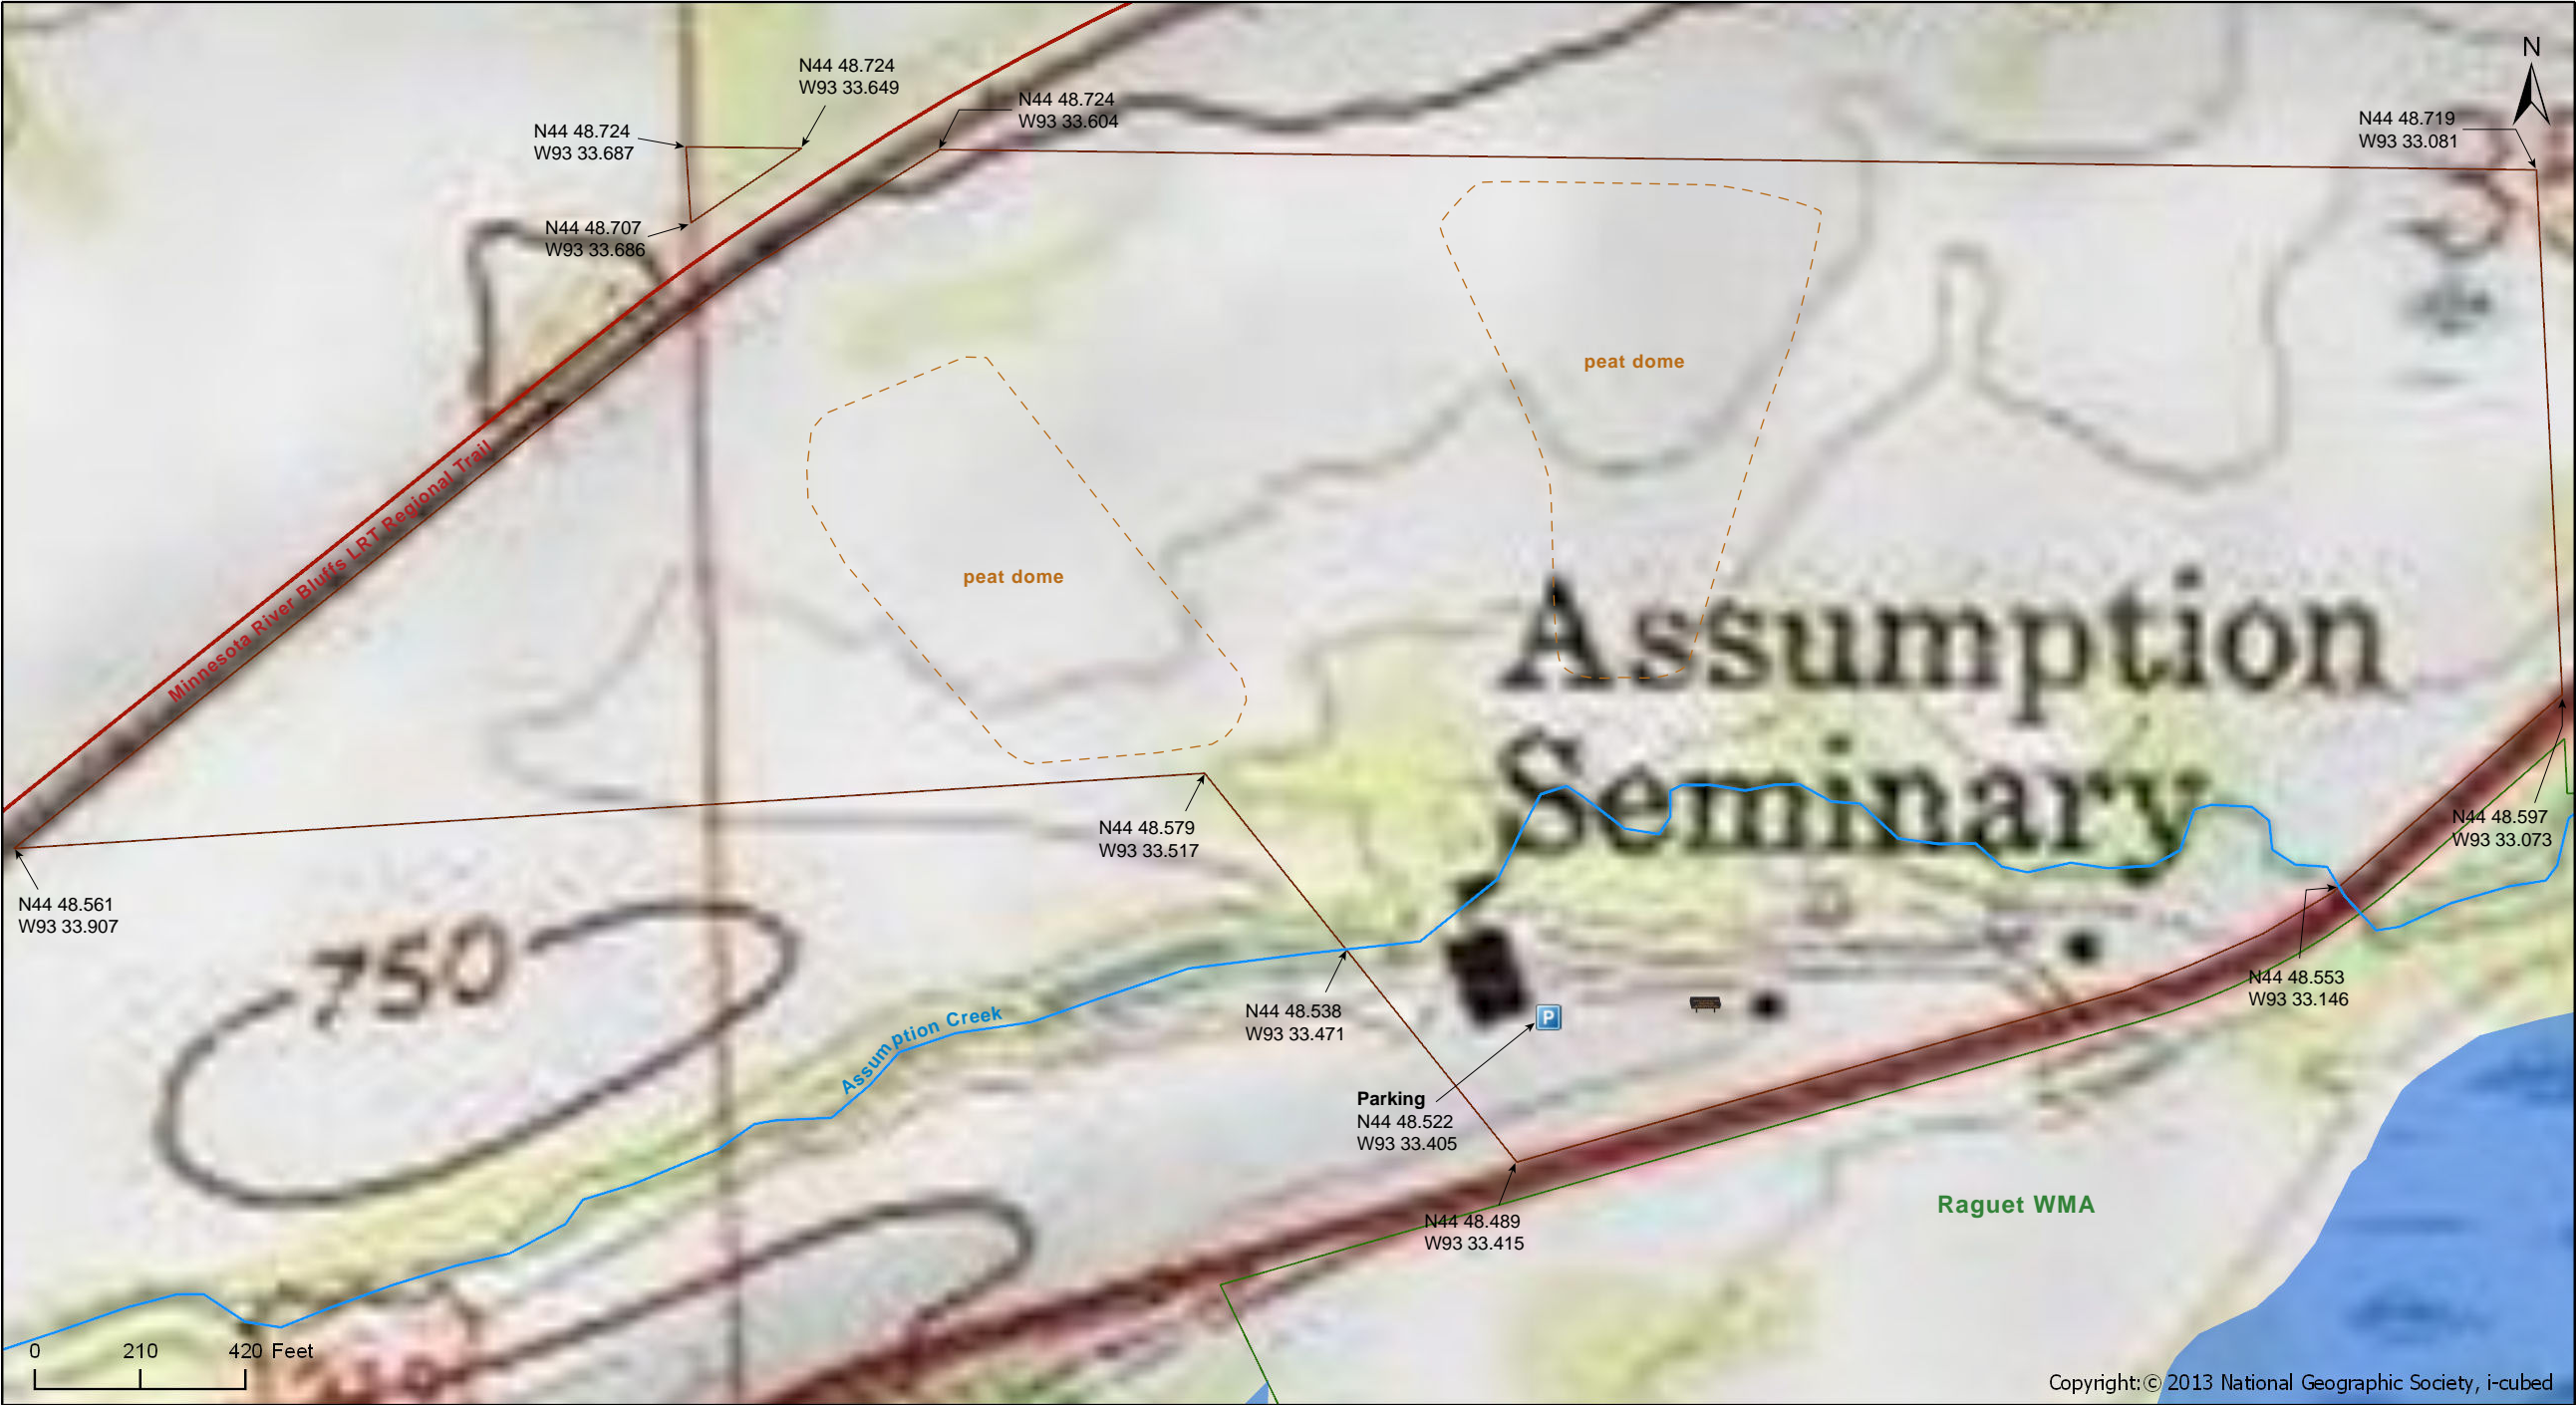 N44 48.724
W93 33.649
N
N44 48.724
W93 33.604
N44 48.719
W93 33.081
N44 48.724
W93 33.687
N44 48.707
W93 33.686
peat dome
Minnesota River Bluffs LRT Regional Trail
peat dome
Assumption
Seminary
N44 48.579
W93 33.517
N44 48.597
W93 33.073
N44 48.561
W93 33.907
750
N44 48.553
W93 33.146
N44 48.538
W93 33.471
Assumption Creek
P
Parking
N44 48.522
W93 33.405
N44 48.489
W93 33.415
Raguet WMA
0 210 420 Feet
Copyright:© 2013 National Geographic Society, i-cubed